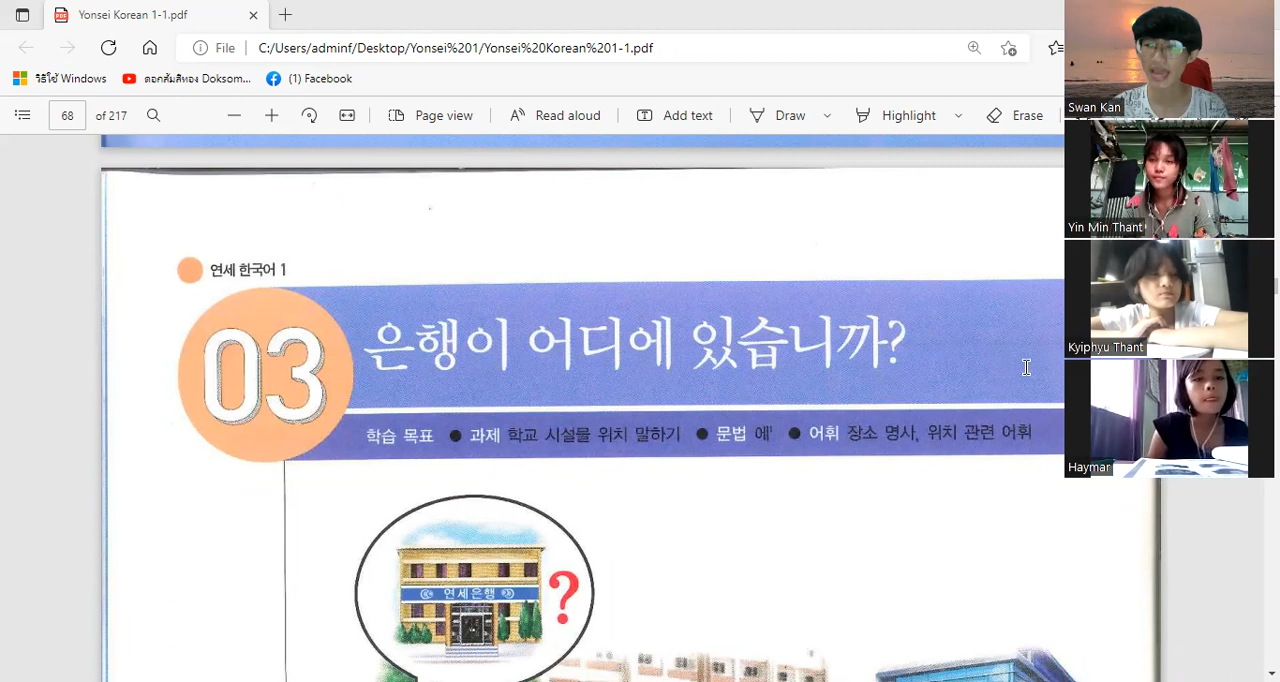 Yonsei Korean 1-1.pdf
File C:/Users/adminf/Desktop/Yonsei%201/Yonsei%20Korean%201-1.pdf
วิธีใช้ Windows ดอกส้มสีทอง Doksom... (1) Facebook
68 of 217 Page view Read aloud Add text Draw Highlight Erase
연세 한국어 1
03 은행이 어디에 있습니까?
학습 목표 ● 과제 학교 시설물 위치 말하기 ● 문법 에¹ ● 어휘 장소 명사, 위치 관련 어휘
연세은행
?
Swan Kan
Yin Min Thant
Kyiphyu Thant
Haymar